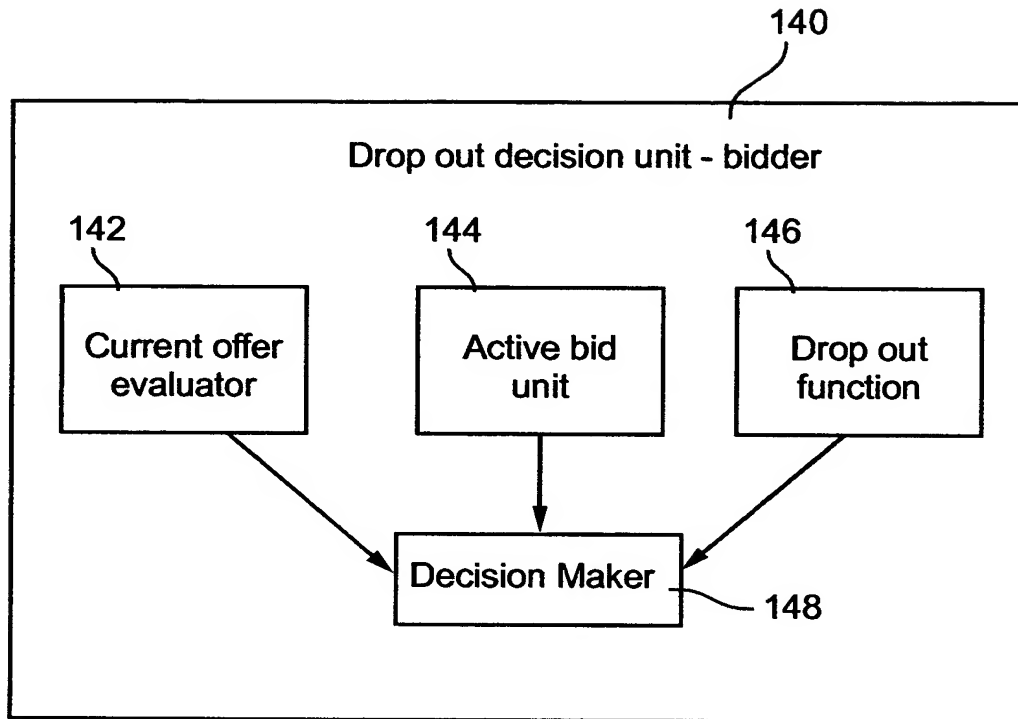 140
Drop out decision unit - bidder
142
144
146
Current offer
evaluator
Active bid
unit
Drop out
function
Decision Maker
148